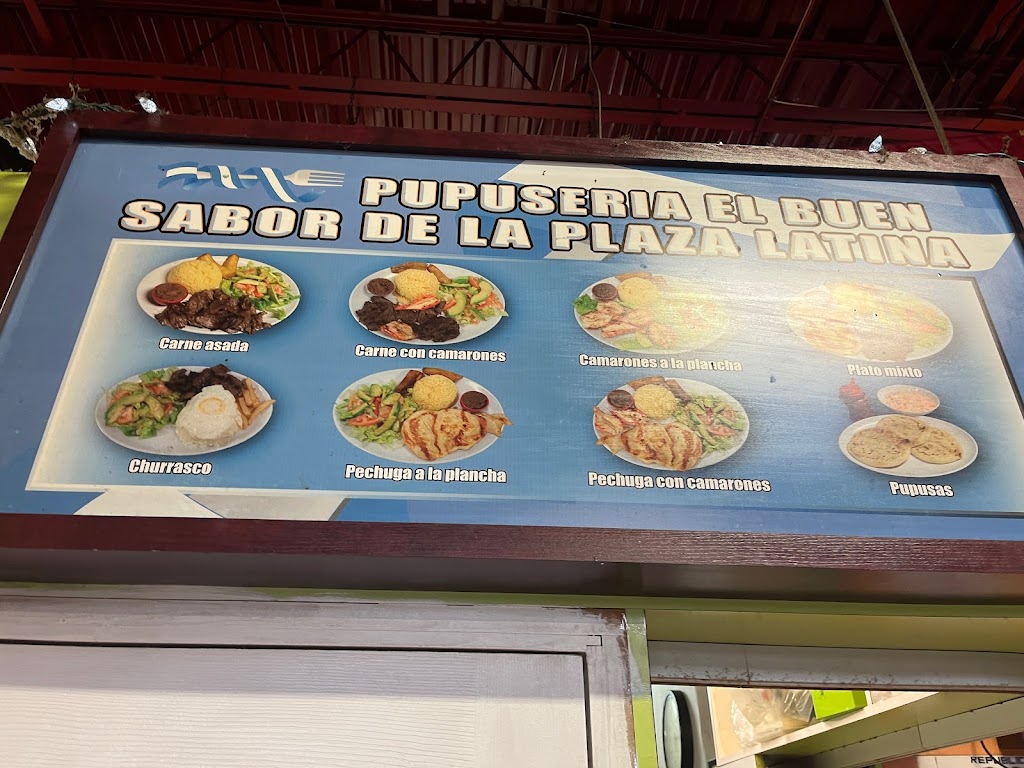 PUPUSERIA EL BUEN
SABOR DE LA PLAZA LATINA
Carne asada
Carne con camarones
Camarones a la plancha
Plato mixto
Churrasco
Pechuga a la plancha
Pechuga con camarones
Pupusas